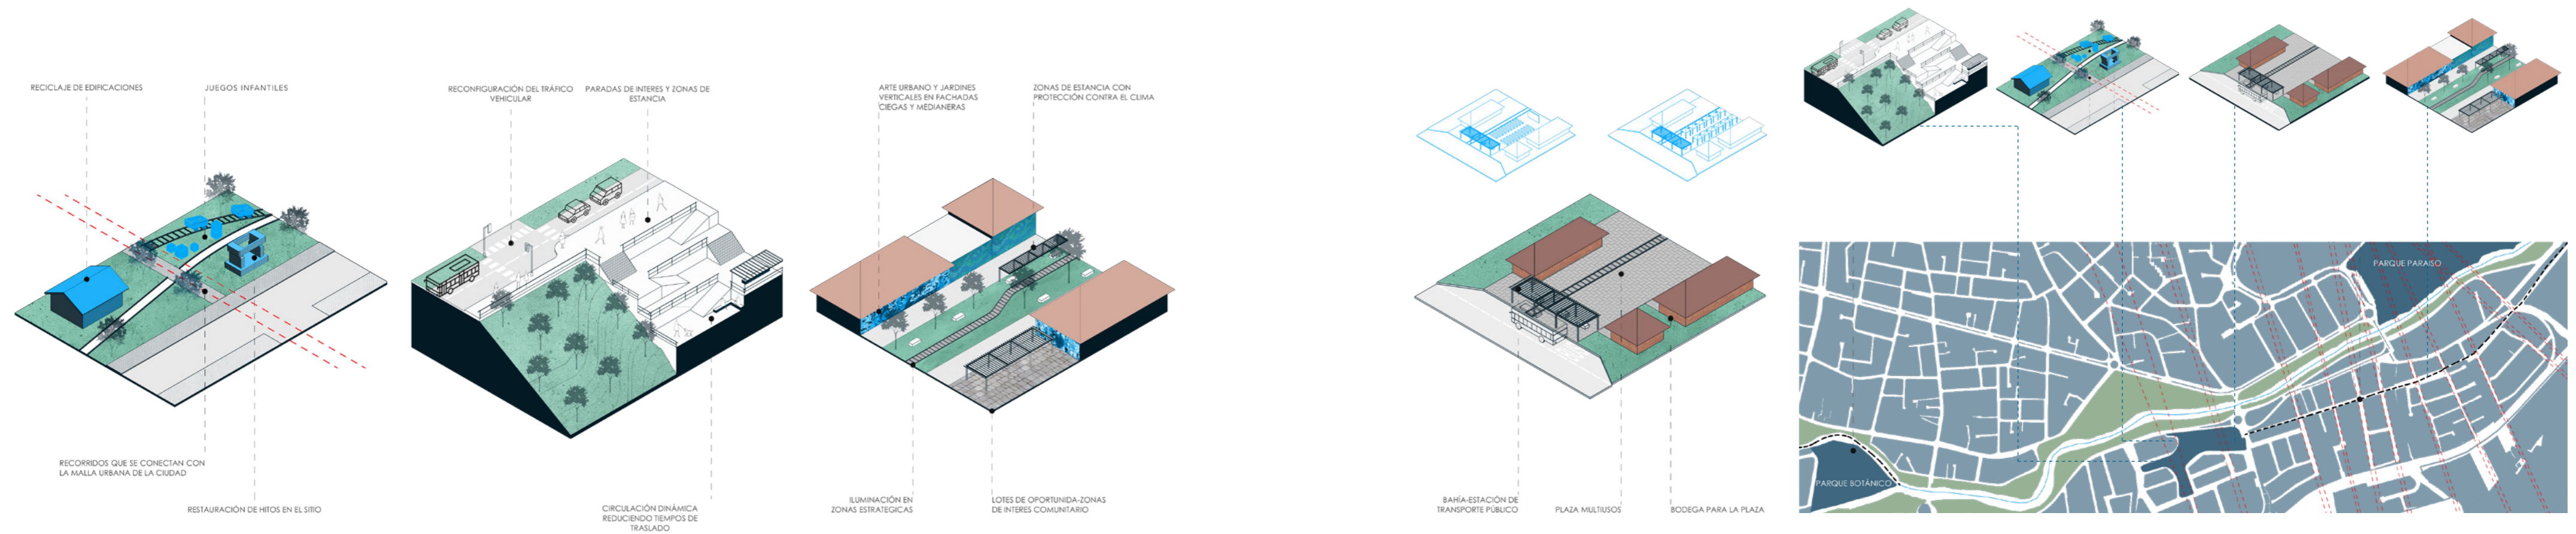 RECICLAJE DE EDIFICACIONES
JUEGOS INFANTILES
RECORRIDOS QUE SE CONECTAN CON
LA MALLA URBANA DE LA CIUDAD
RESTAURACIÓN DE HITOS EN EL SITIO
RECONFIGURACIÓN DEL TRÁFICO
VEHICULAR
PARADAS DE INTERES Y ZONAS DE
ESTANCIA
CIRCULACIÓN DINÁMICA
REDUCIENDO TIEMPOS DE
TRASLADO
ARTE URBANO Y JARDINES
VERTICALES EN FACHADAS
CIEGAS Y MEDIANERAS
ZONAS DE ESTANCIA CON
PROTECCIÓN CONTRA EL CLIMA
ILUMINACIÓN EN
ZONAS ESTRATEGICAS
LOTES DE OPORTUNIDA-ZONAS
DE INTERES COMUNITARIO
BAHÍA-ESTACIÓN DE
TRANSPORTE PÚBLICO
PLAZA MULTIUSOS
BODEGA PARA LA PLAZA
PARQUE PARAISO
PARQUE BOTÁNICO